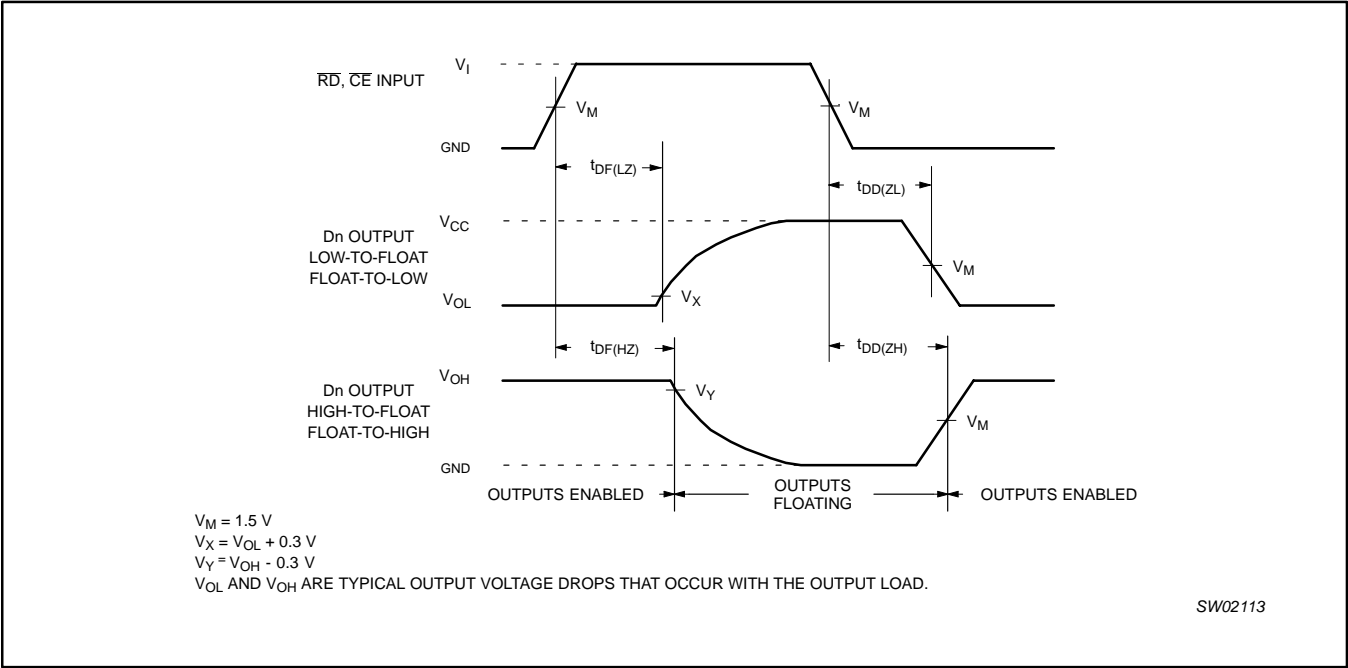 V_I
R̅D̅, C̅E̅ INPUT
V_M
V_M
GND
t_DF(LZ)
t_DD(ZL)
V_CC
Dn OUTPUT
LOW-TO-FLOAT
FLOAT-TO-LOW
V_M
V_X
V_OL
t_DF(HZ)
t_DD(ZH)
V_OH
Dn OUTPUT
HIGH-TO-FLOAT
FLOAT-TO-HIGH
V_Y
V_M
GND
OUTPUTS ENABLED
OUTPUTS
FLOATING
OUTPUTS ENABLED
V_M = 1.5 V
V_X = V_OL + 0.3 V
V_Y = V_OH - 0.3 V
V_OL AND V_OH ARE TYPICAL OUTPUT VOLTAGE DROPS THAT OCCUR WITH THE OUTPUT LOAD.
SW02113